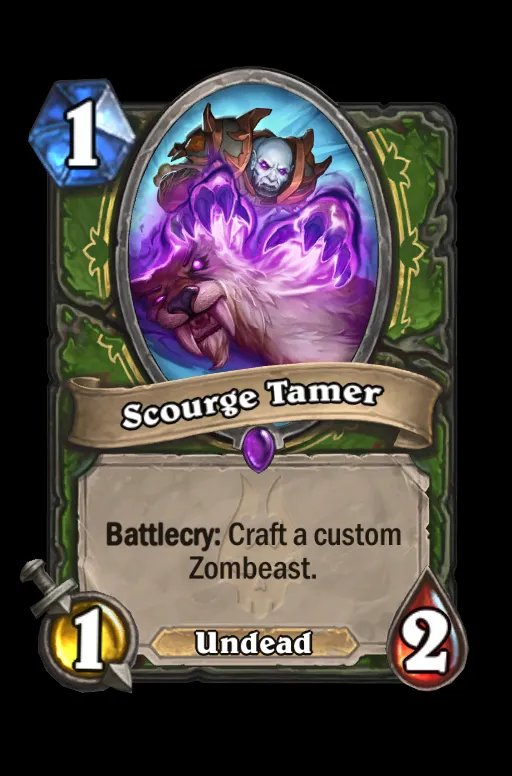 1
Scourge Tamer
Battlecry: Craft a custom
Zombeast.
1
Undead
2